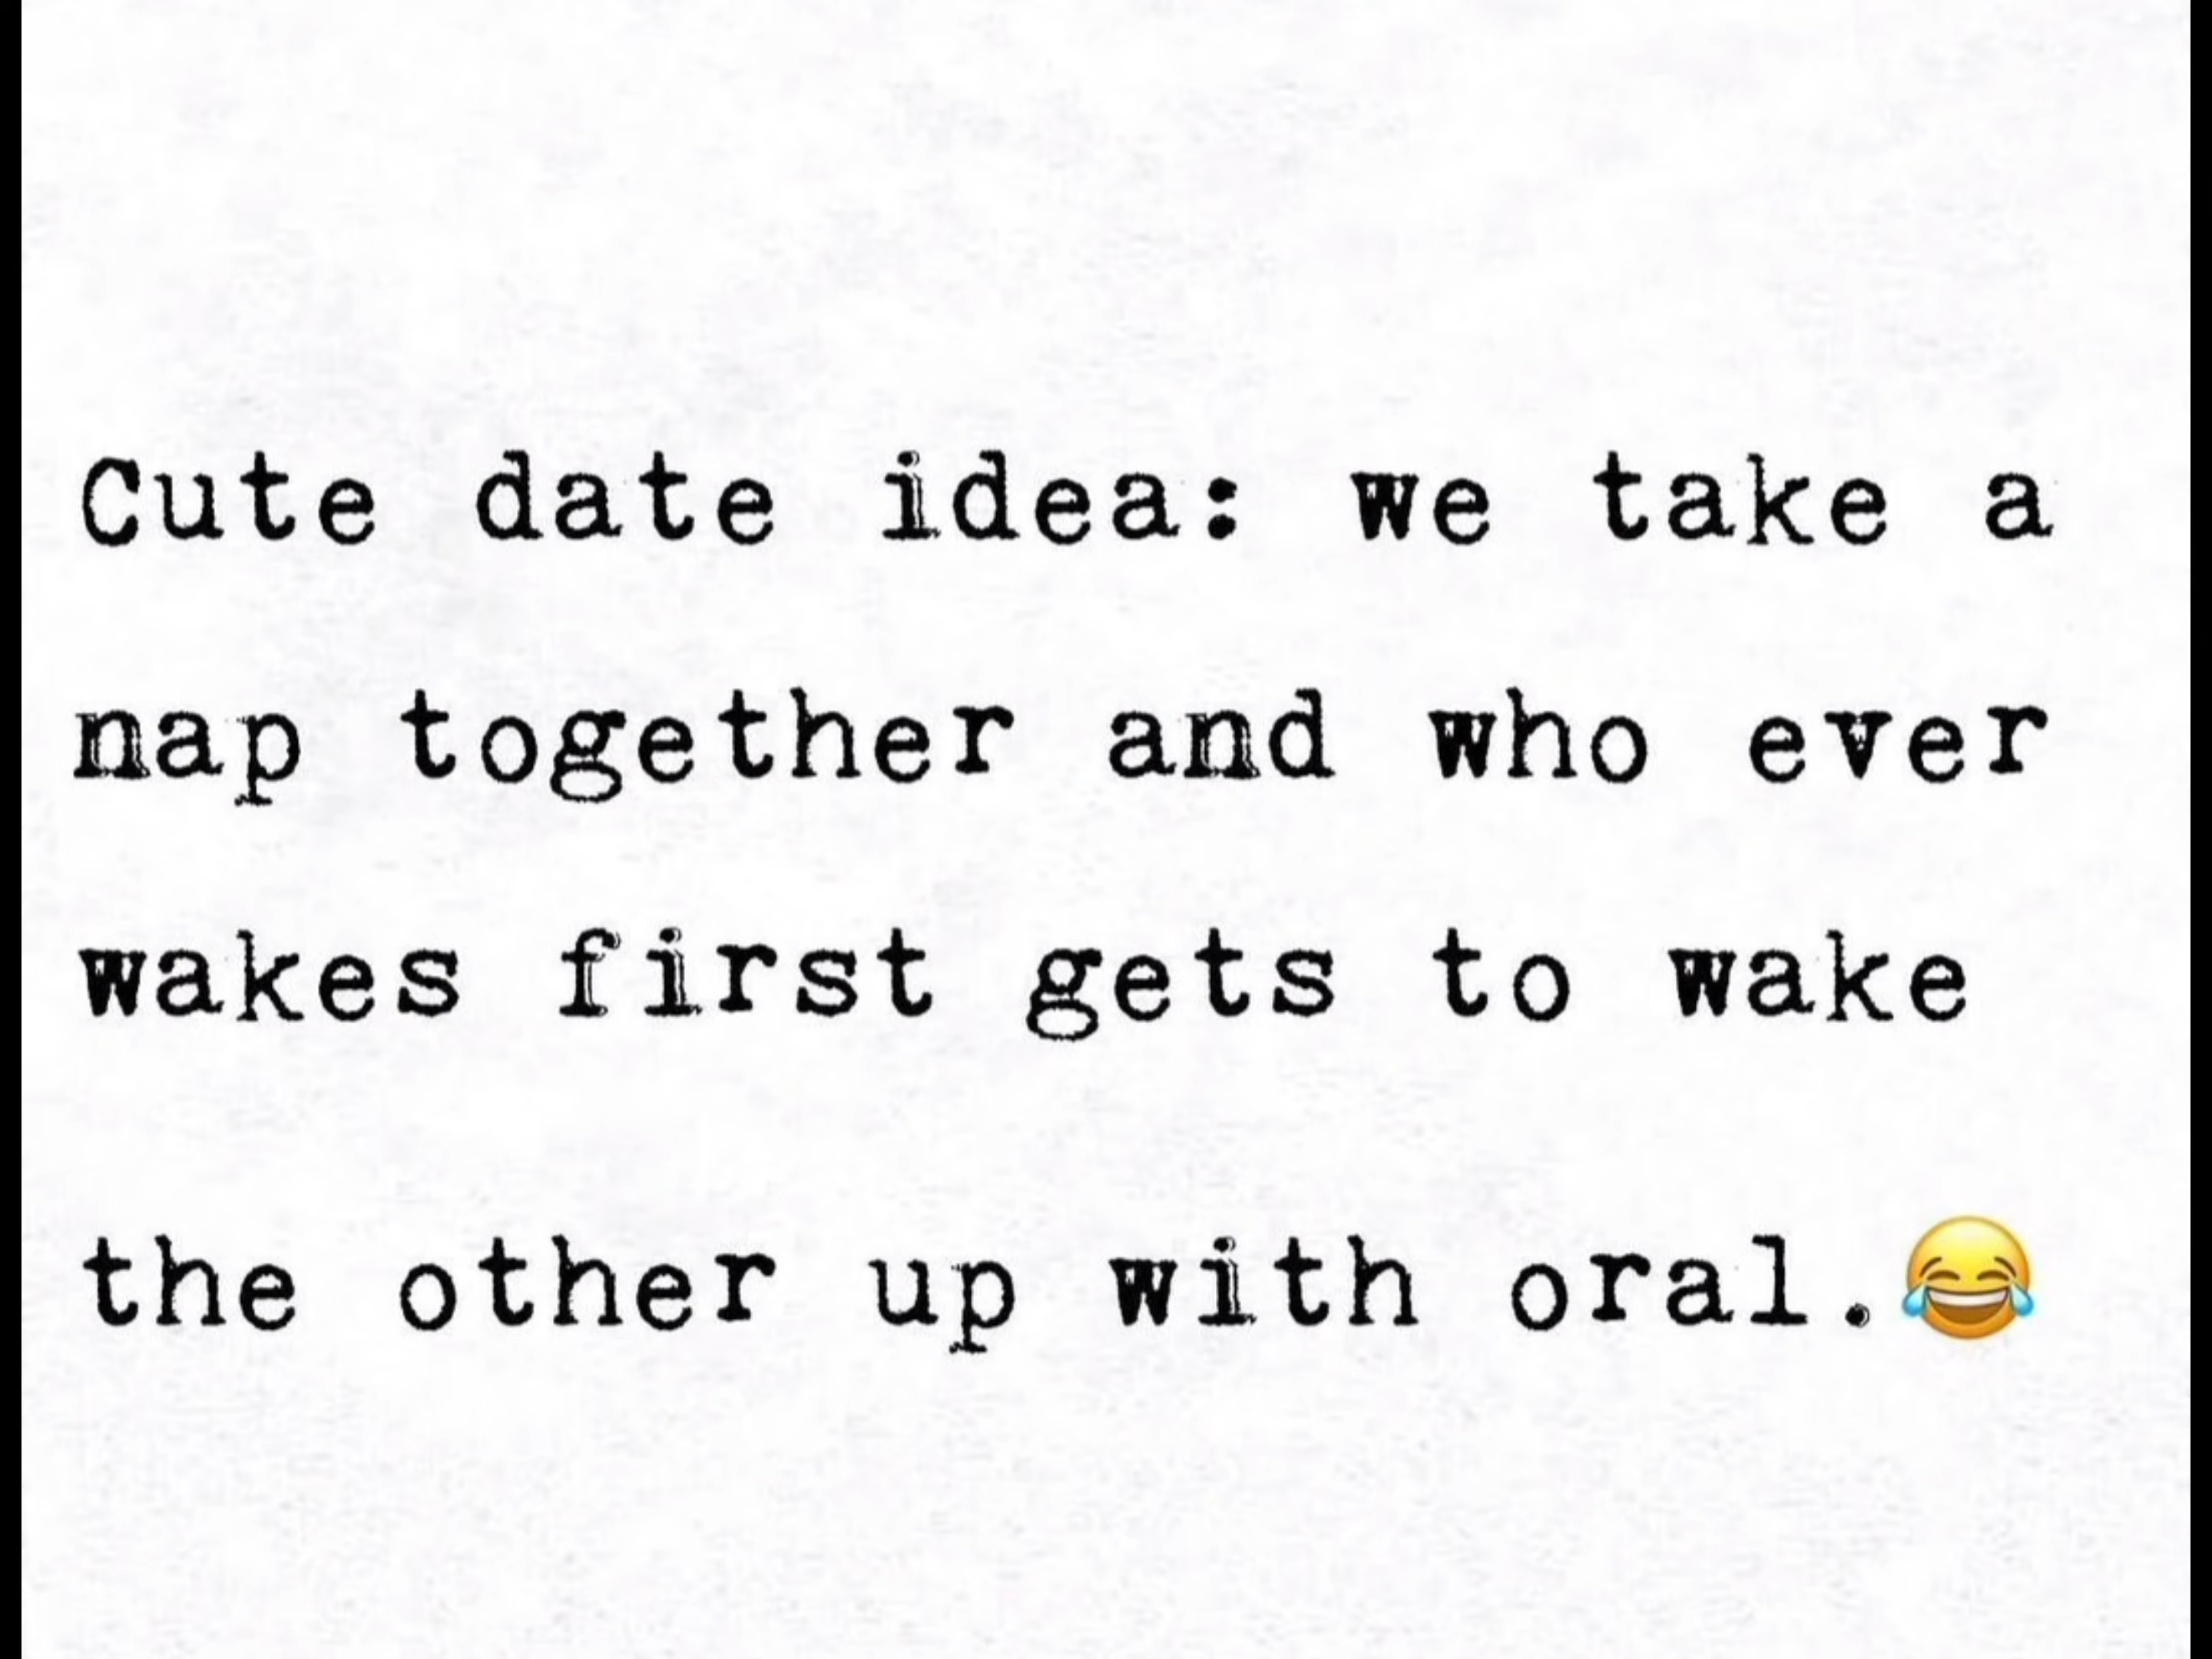 Cute date idea: we take a
nap together and who ever
wakes first gets to wake
the other up with oral.😂